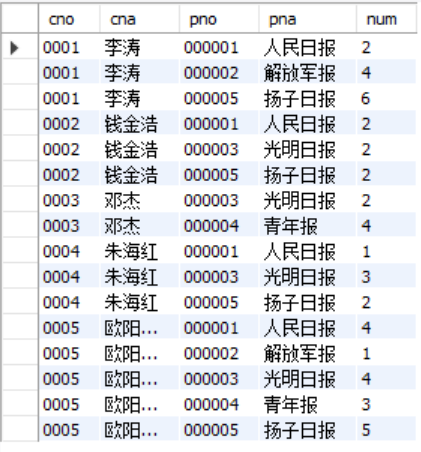 cno cna pno pna num
0001 李涛 000001 人民日报 2
0001 李涛 000002 解放军报 4
0001 李涛 000005 扬子日报 6
0002 钱金浩 000001 人民日报 2
0002 钱金浩 000003 光明日报 2
0002 钱金浩 000005 扬子日报 2
0003 邓杰 000003 光明日报 2
0003 邓杰 000004 青年报 4
0004 朱海红 000001 人民日报 1
0004 朱海红 000003 光明日报 3
0004 朱海红 000005 扬子日报 2
0005 欧阳... 000001 人民日报 4
0005 欧阳... 000002 解放军报 1
0005 欧阳... 000003 光明日报 4
0005 欧阳... 000004 青年报 3
0005 欧阳... 000005 扬子日报 5